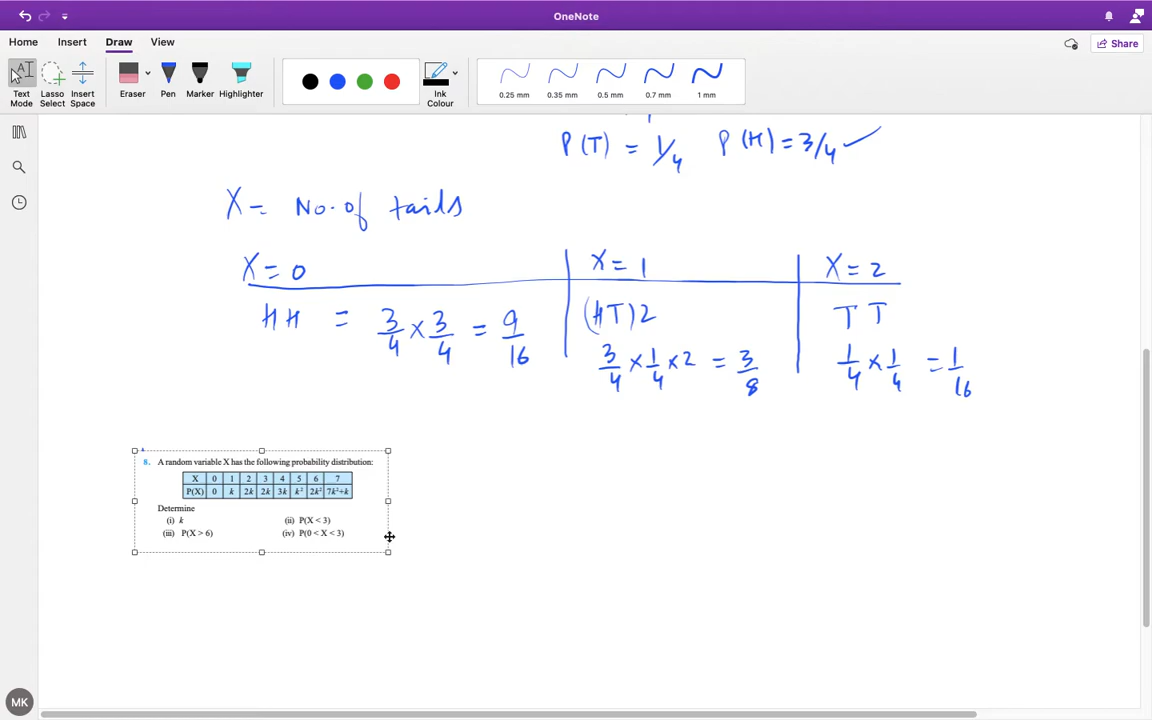 OneNote
Home Insert Draw View
Share
Text Mode
Lasso Select
Insert Space
Eraser
Pen
Marker
Highlighter
Ink Colour
0.25 mm
0.35 mm
0.5 mm
0.7 mm
1 mm
P(T) = 1/4 P(H) = 3/4 ✓
X = No. of tails
X = 0 X = 1 X = 2
HH = 3/4 × 3/4 = 9/16
(HT)2
3/4 × 1/4 × 2 = 3/8
TT
1/4 × 1/4 = 1/16
8. A random variable X has the following probability distribution:
X 0 1 2 3 4 5 6 7
P(X) 0 k 2k 2k 3k k² 2k² 7k²+k
Determine
(i) k (ii) P(X < 3)
(iii) P(X > 6) (iv) P(0 < X < 3)
MK